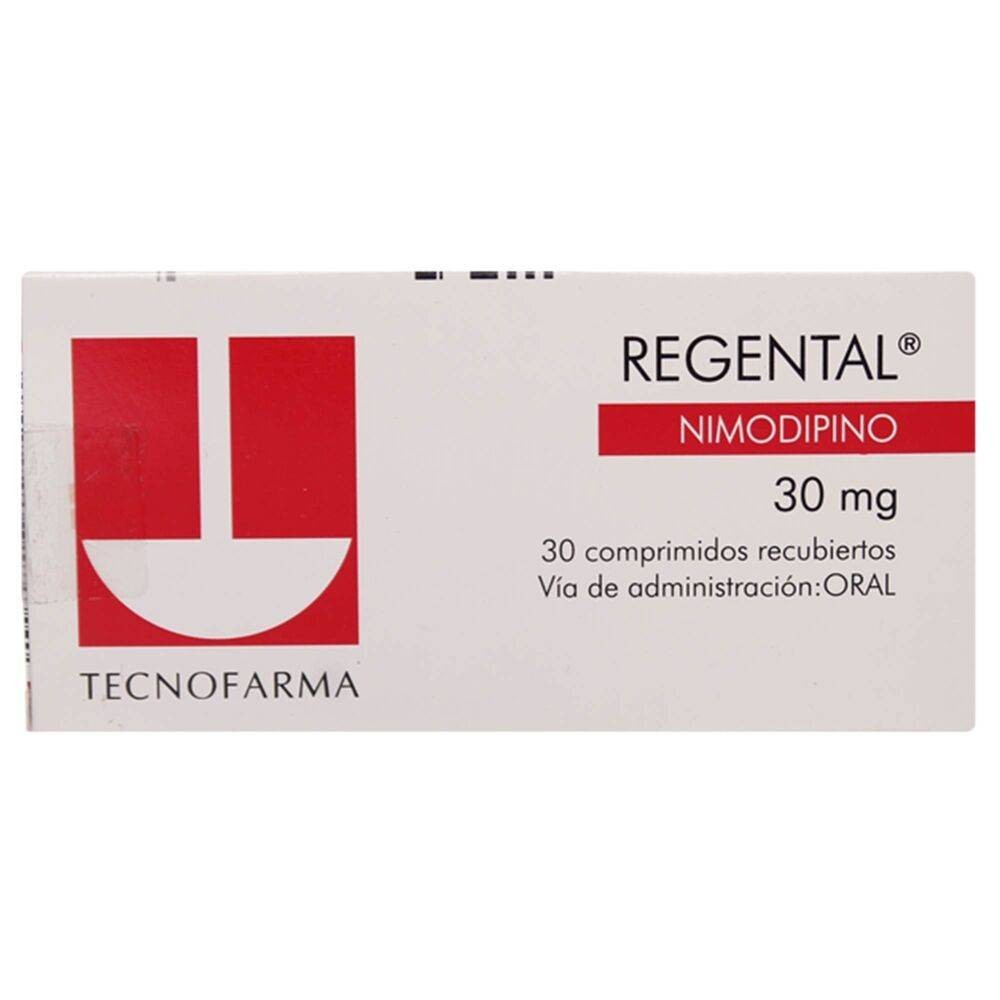 REGENTAL®
NIMODIPINO
30 mg
30 comprimidos recubiertos
Vía de administración:ORAL
TECNOFARMA